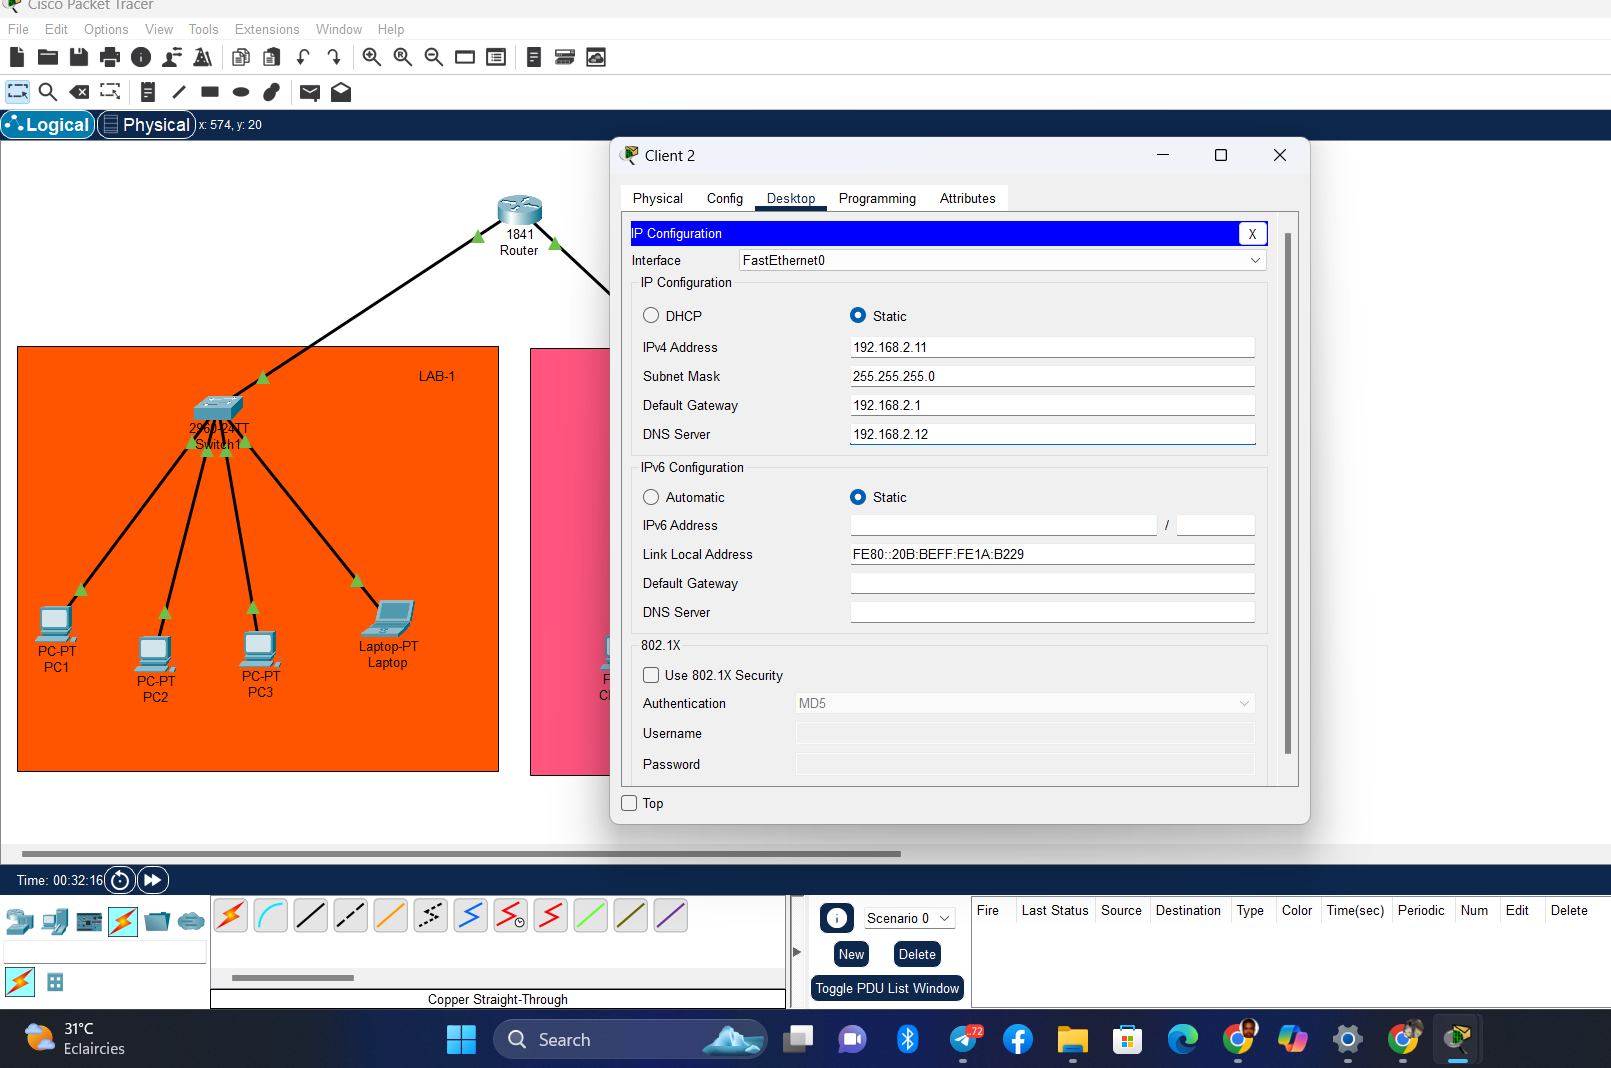 Cisco Packet Tracer
File Edit Options View Tools Extensions Window Help
Logical Physical x: 574, y: 20
1841
Router
LAB-1
2960-24TT
Switch1
PC-PT
PC1
PC-PT
PC2
PC-PT
PC3
Laptop-PT
Laptop
Client 2
Physical Config Desktop Programming Attributes
IP Configuration X
Interface FastEthernet0
IP Configuration
DHCP Static
IPv4 Address 192.168.2.11
Subnet Mask 255.255.255.0
Default Gateway 192.168.2.1
DNS Server 192.168.2.12
IPv6 Configuration
Automatic Static
IPv6 Address /
Link Local Address FE80::20B:BEFF:FE1A:B229
Default Gateway
DNS Server
802.1X
Use 802.1X Security
Authentication MD5
Username
Password
Top
Time: 00:32:16
Copper Straight-Through
Scenario 0
New Delete
Toggle PDU List Window
Fire Last Status Source Destination Type Color Time(sec) Periodic Num Edit Delete
31°C
Eclaircies
Search
..72